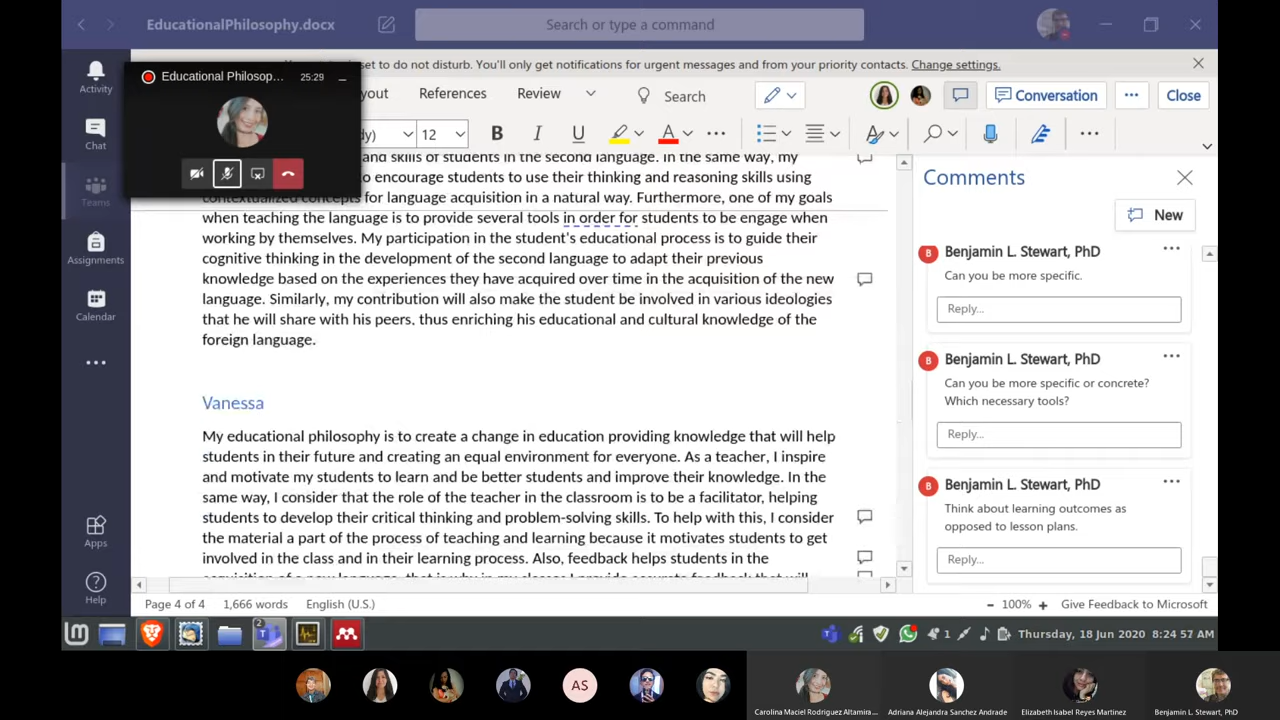 EducationalPhilosophy.docx
Search or type a command
set to do not disturb. You'll only get notifications for urgent messages and from your priority contacts. Change settings.
Activity
Chat
Teams
Assignments
Calendar
Apps
Help
Educational Philosop...
25:29
References
Review
Search
Conversation
Close
12
B
I
U
A
and skills of students in the second language. In the same way, my
o encourage students to use their thinking and reasoning skills using
contextualized concepts for language acquisition in a natural way. Furthermore, one of my goals
when teaching the language is to provide several tools in order for students to be engage when
working by themselves. My participation in the student's educational process is to guide their
cognitive thinking in the development of the second language to adapt their previous
knowledge based on the experiences they have acquired over time in the acquisition of the new
language. Similarly, my contribution will also make the student be involved in various ideologies
that he will share with his peers, thus enriching his educational and cultural knowledge of the
foreign language.
Vanessa
My educational philosophy is to create a change in education providing knowledge that will help
students in their future and creating an equal environment for everyone. As a teacher, I inspire
and motivate my students to learn and be better students and improve their knowledge. In the
same way, I consider that the role of the teacher in the classroom is to be a facilitator, helping
students to develop their critical thinking and problem-solving skills. To help with this, I consider
the material a part of the process of teaching and learning because it motivates students to get
involved in the class and in their learning process. Also, feedback helps students in the
Comments
New
B
Benjamin L. Stewart, PhD
Can you be more specific.
Reply...
B
Benjamin L. Stewart, PhD
Can you be more specific or concrete?
Which necessary tools?
Reply...
B
Benjamin L. Stewart, PhD
Think about learning outcomes as
opposed to lesson plans.
Reply...
Page 4 of 4
1,666 words
English (U.S.)
100%
Give Feedback to Microsoft
2
1
Thursday, 18 Jun 2020
8:24:57 AM
AS
Carolina Maciel Rodriguez Altamira...
Adriana Alejandra Sanchez Andrade
Elizabeth Isabel Reyes Martinez
Benjamin L. Stewart, PhD